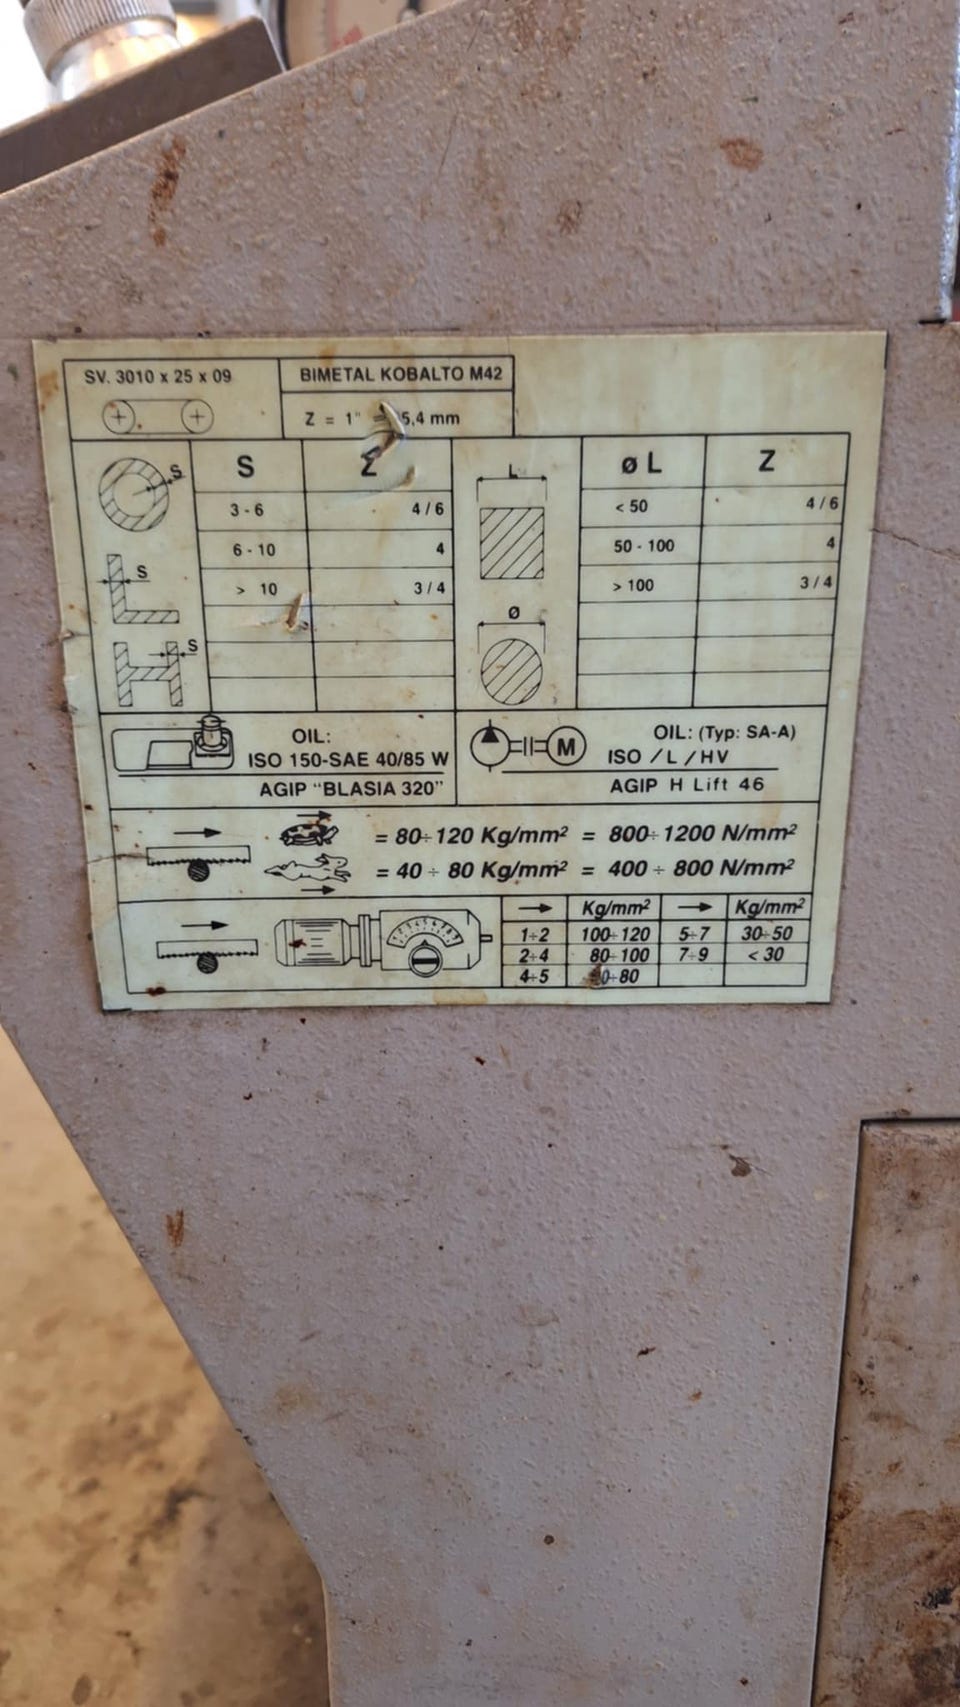 SV. 3010 x 25 x 09
BIMETAL KOBALTO M42
Z = 1" = 5,4 mm
S
S Z
3 - 6 4 / 6
6 - 10 4
> 10 3 / 4
S
S
L
Ø
ø L Z
< 50 4 / 6
50 - 100 4
> 100 3 / 4
OIL:
ISO 150-SAE 40/85 W
AGIP "BLASIA 320"
M
OIL: (Typ: SA-A)
ISO / L / HV
AGIP H Lift 46
= 80÷120 Kg/mm² = 800÷1200 N/mm²
= 40 ÷ 80 Kg/mm² = 400 ÷ 800 N/mm²
→ Kg/mm² → Kg/mm²
1÷2 100÷120 5÷7 30÷50
2÷4 80÷100 7÷9 < 30
4÷5 0÷80